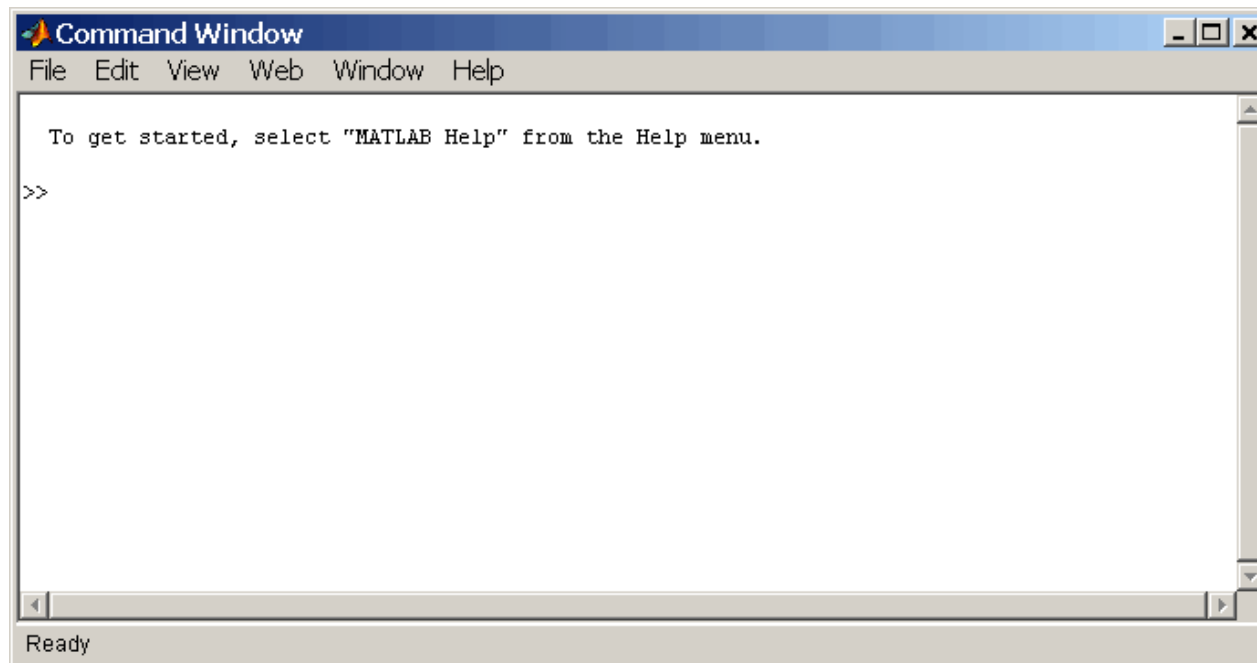 Command Window
File Edit View Web Window Help
To get started, select "MATLAB Help" from the Help menu.
>>
Ready